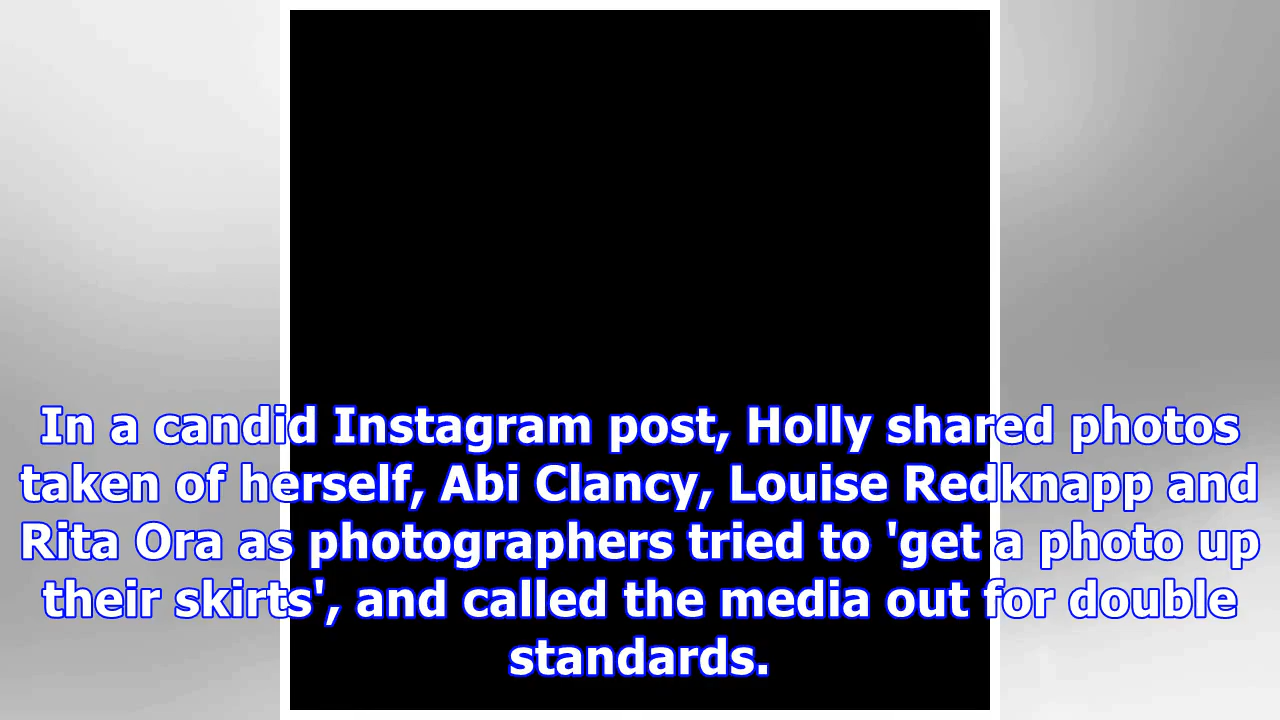 In a candid Instagram post, Holly shared photos
taken of herself, Abi Clancy, Louise Redknapp and
Rita Ora as photographers tried to 'get a photo up
their skirts', and called the media out for double
standards.